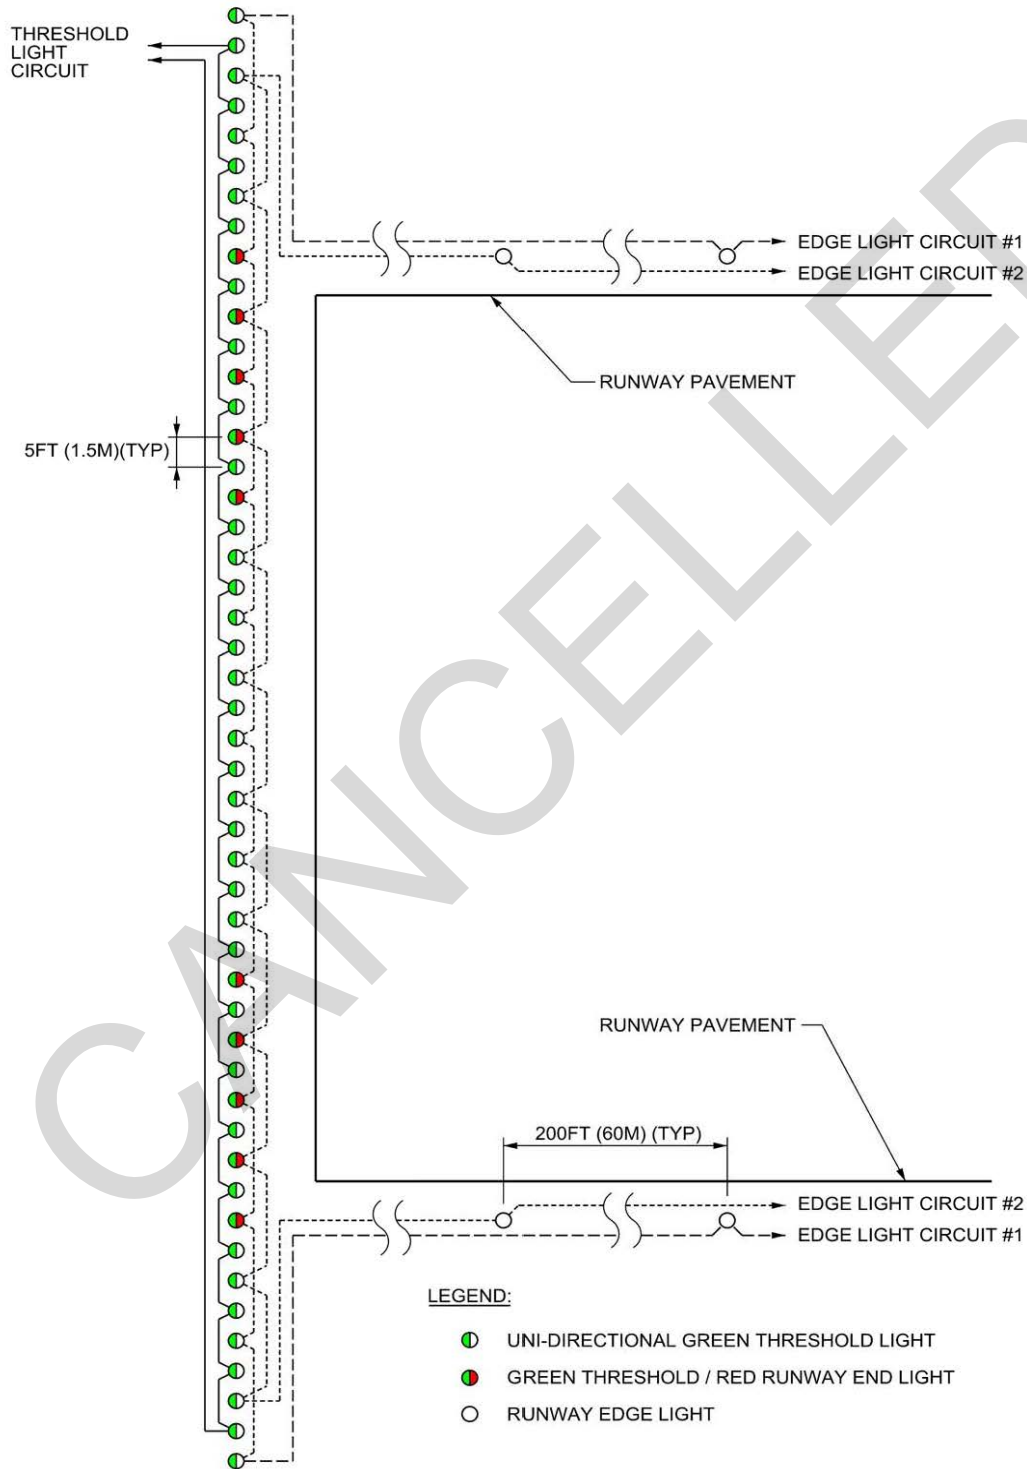 THRESHOLD
LIGHT
CIRCUIT
EDGE LIGHT CIRCUIT #1
EDGE LIGHT CIRCUIT #2
RUNWAY PAVEMENT
5FT (1.5M)(TYP)
CANCELLED
RUNWAY PAVEMENT
200FT (60M) (TYP)
EDGE LIGHT CIRCUIT #2
EDGE LIGHT CIRCUIT #1
LEGEND:
UNI-DIRECTIONAL GREEN THRESHOLD LIGHT
GREEN THRESHOLD / RED RUNWAY END LIGHT
RUNWAY EDGE LIGHT